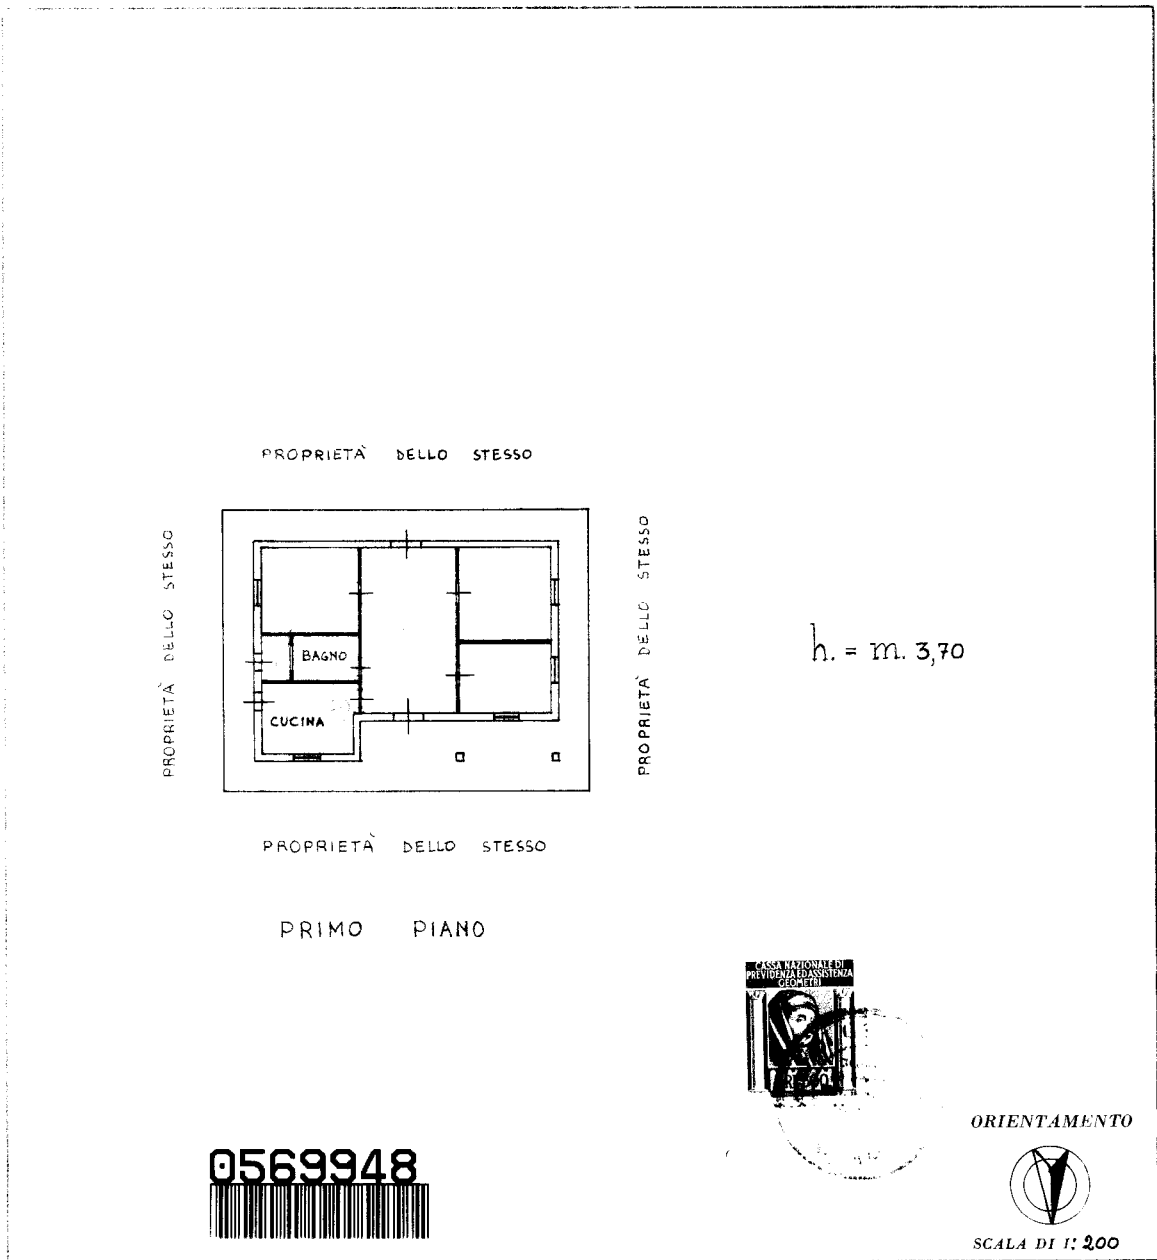 PROPRIETÀ DELLO STESSO
PROPRIETÀ DELLO STESSO
PROPRIETÀ DELLO STESSO
BAGNO
CUCINA
h. = m. 3,70
PROPRIETÀ DELLO STESSO
PRIMO PIANO
CASSA NAZIONALE DI
PREVIDENZA ED ASSISTENZA
GEOMETRI
ORIENTAMENTO
0569948
SCALA DI 1: 200